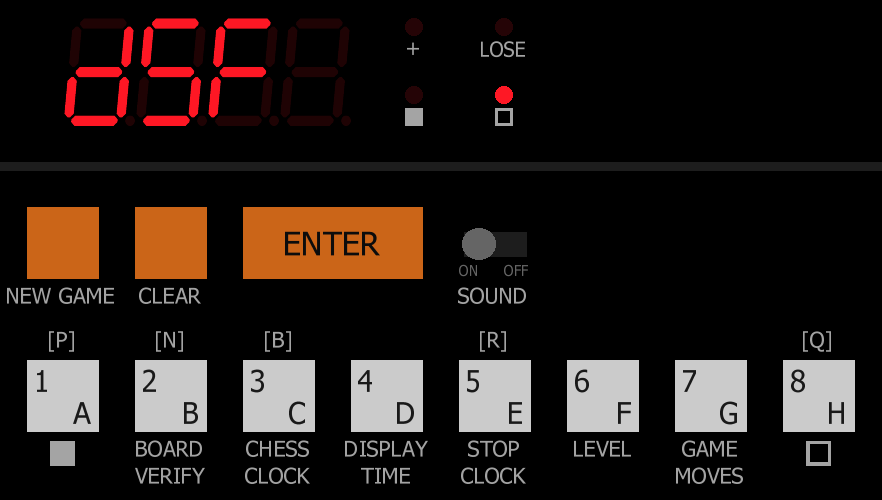 dSF
+ LOSE
ENTER
ON OFF
NEW GAME CLEAR SOUND
[P] [N] [B] [R] [Q]
1 2 3 4 5 6 7 8
A B C D E F G H
BOARD CHESS DISPLAY STOP LEVEL GAME
VERIFY CLOCK TIME CLOCK MOVES